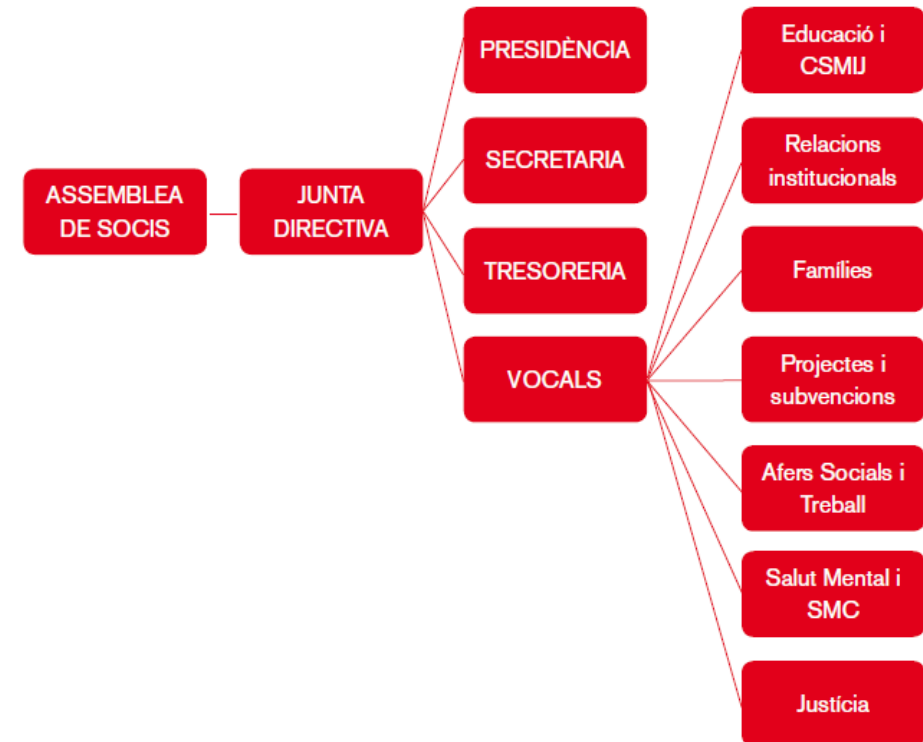 ASSEMBLEA
DE SOCIS
JUNTA
DIRECTIVA
PRESIDÈNCIA
SECRETARIA
TRESORERIA
VOCALS
Educació i
CSMIJ
Relacions
institucionals
Famílies
Projectes i
subvencions
Afers Socials i
Treball
Salut Mental i
SMC
Justícia